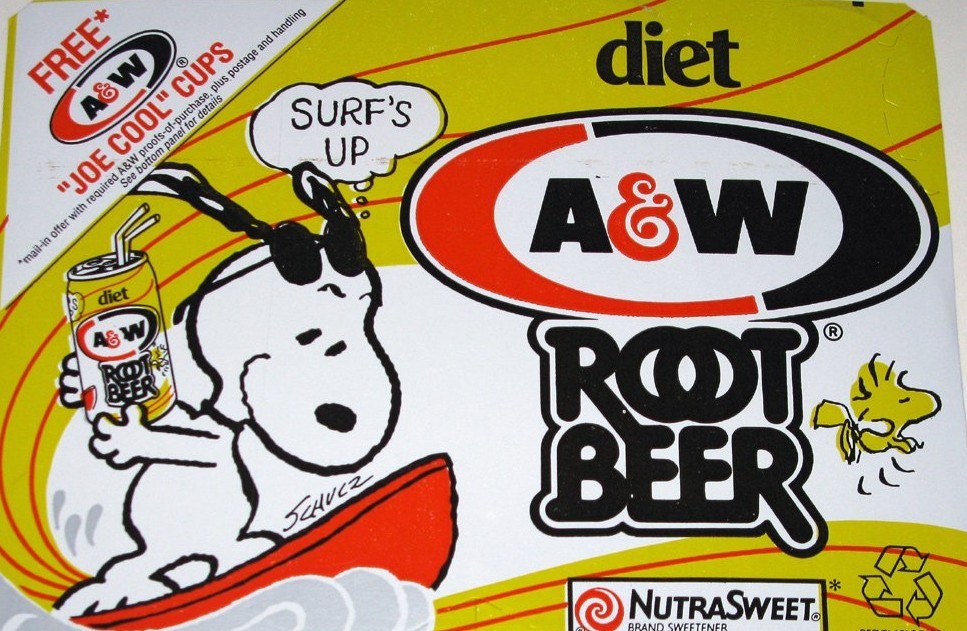 FREE*
A&W®
"JOE COOL" CUPS
*mail-in offer with required A&W proofs-of-purchase, plus postage and handling
See bottom panel for details
SURF'S
UP
diet
A&W
ROOT
BEER
®
diet
A&W
ROOT
BEER
SCHULZ
NUTRASWEET® *
BRAND SWEETENER